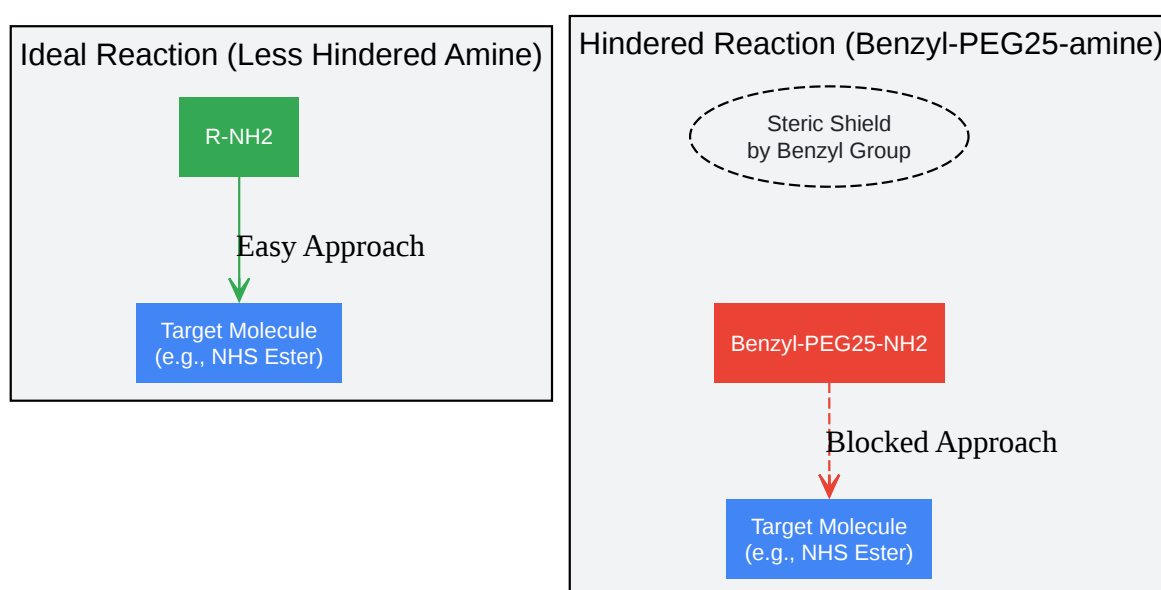 Ideal Reaction (Less Hindered Amine)
R-NH2
Easy Approach
Target Molecule
(e.g., NHS Ester)
Hindered Reaction (Benzyl-PEG25-amine)
Steric Shield
by Benzyl Group
Benzyl-PEG25-NH2
Blocked Approach
Target Molecule
(e.g., NHS Ester)